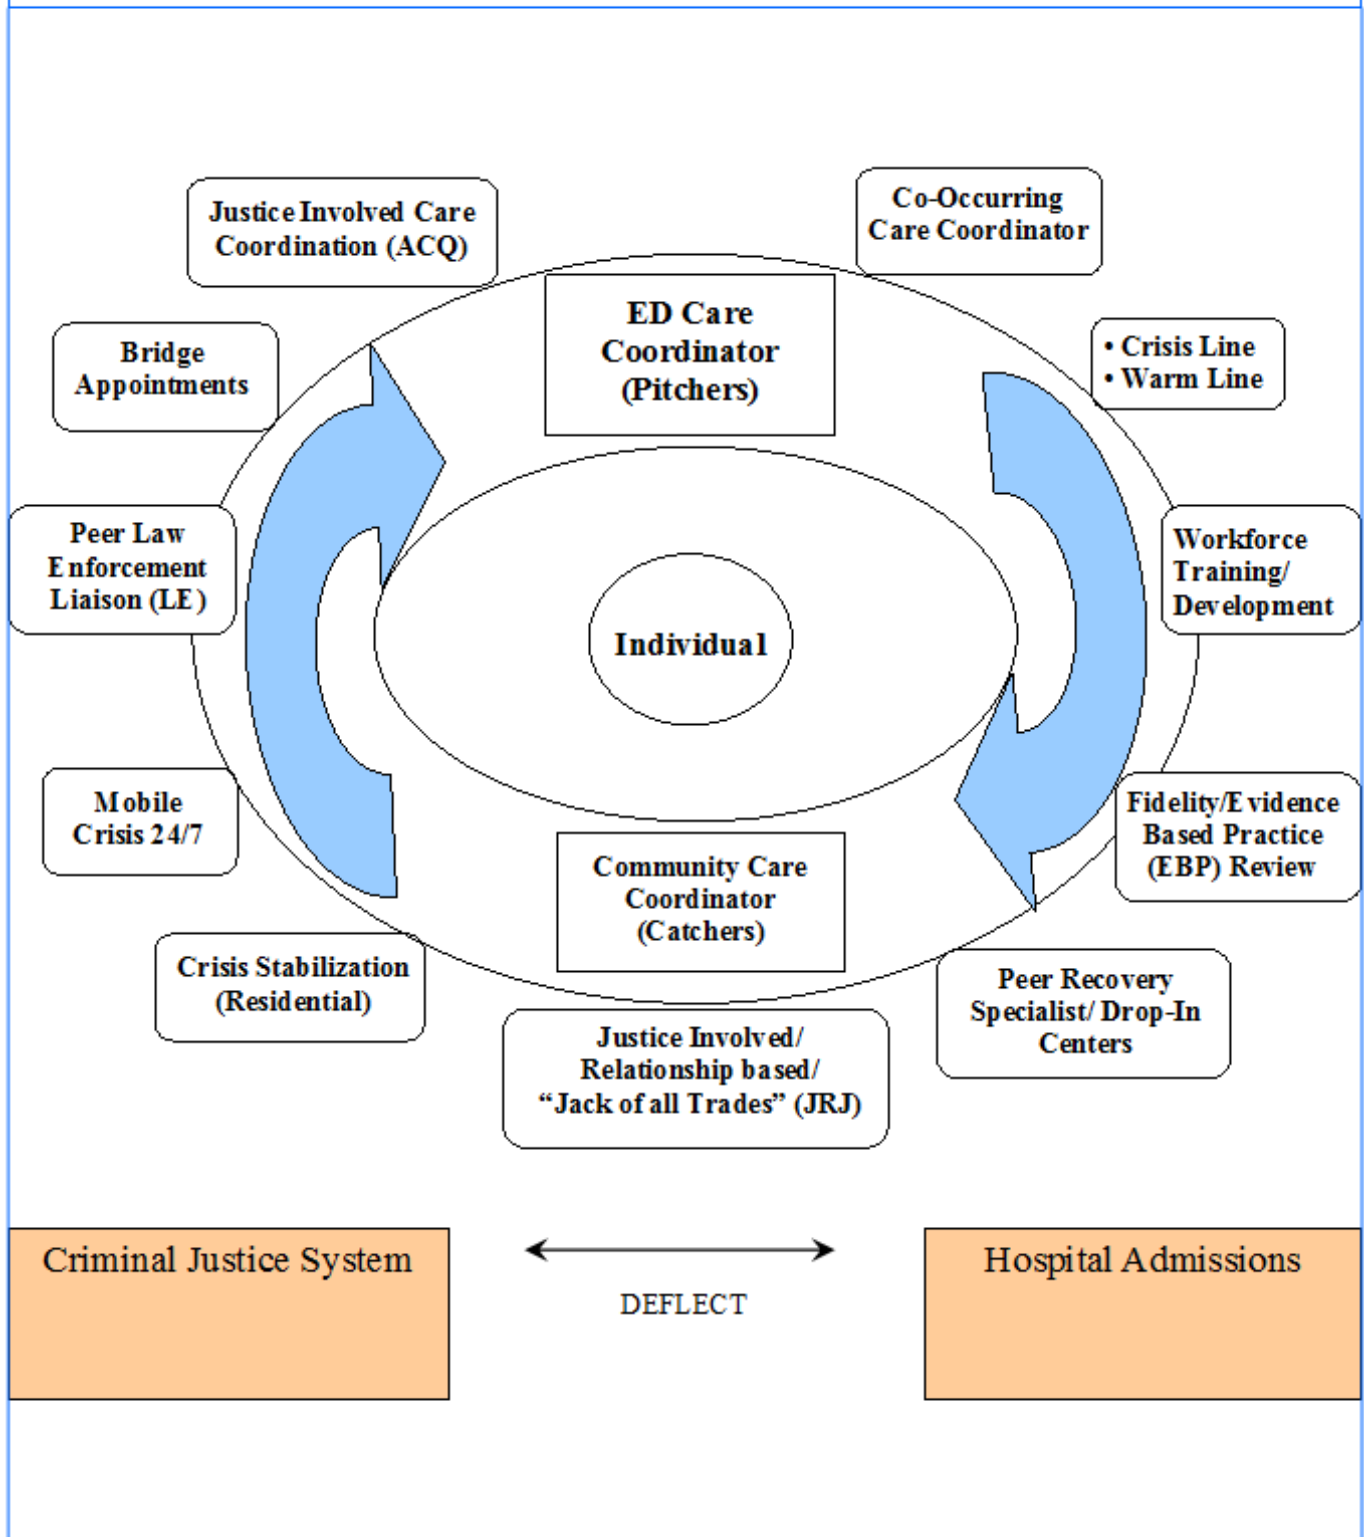 Justice Involved Care
Coordination (ACQ)
Co-Occurring
Care Coordinator
ED Care
Coordinator
(Pitchers)
Bridge
Appointments
• Crisis Line
• Warm Line
Peer Law
Enforcement
Liaison (LE)
Workforce
Training/
Development
Individual
Mobile
Crisis 24/7
Fidelity/Evidence
Based Practice
(EBP) Review
Community Care
Coordinator
(Catchers)
Crisis Stabilization
(Residential)
Peer Recovery
Specialist/ Drop-In
Centers
Justice Involved/
Relationship based/
“Jack of all Trades” (JRJ)
Criminal Justice System
DEFLECT
Hospital Admissions